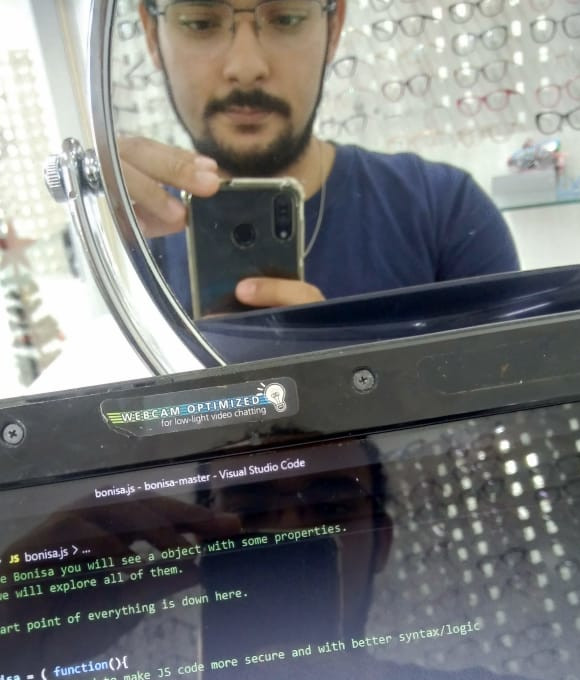 WEBCAM OPTIMIZED
for low-light video chatting
bonisa.js - bonisa-master - Visual Studio Code
JS bonisa.js > ...
e Bonisa you will see a object with some properties.
we will explore all of them.
art point of everything is down here.
isa = ( function(){
to make JS code more secure and with better syntax/logic